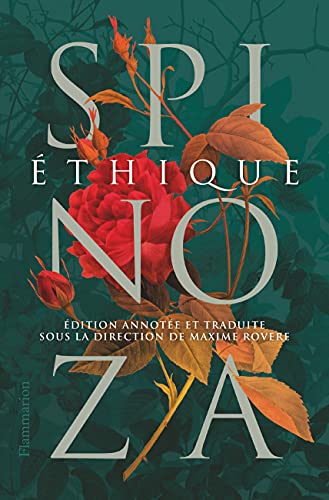 SPI
ÉTHIQUE
NO
ÉDITION ANNOTÉE ET TRADUITE
SOUS LA DIRECTION DE MAXIME ROVERE
ZA
Flammarion